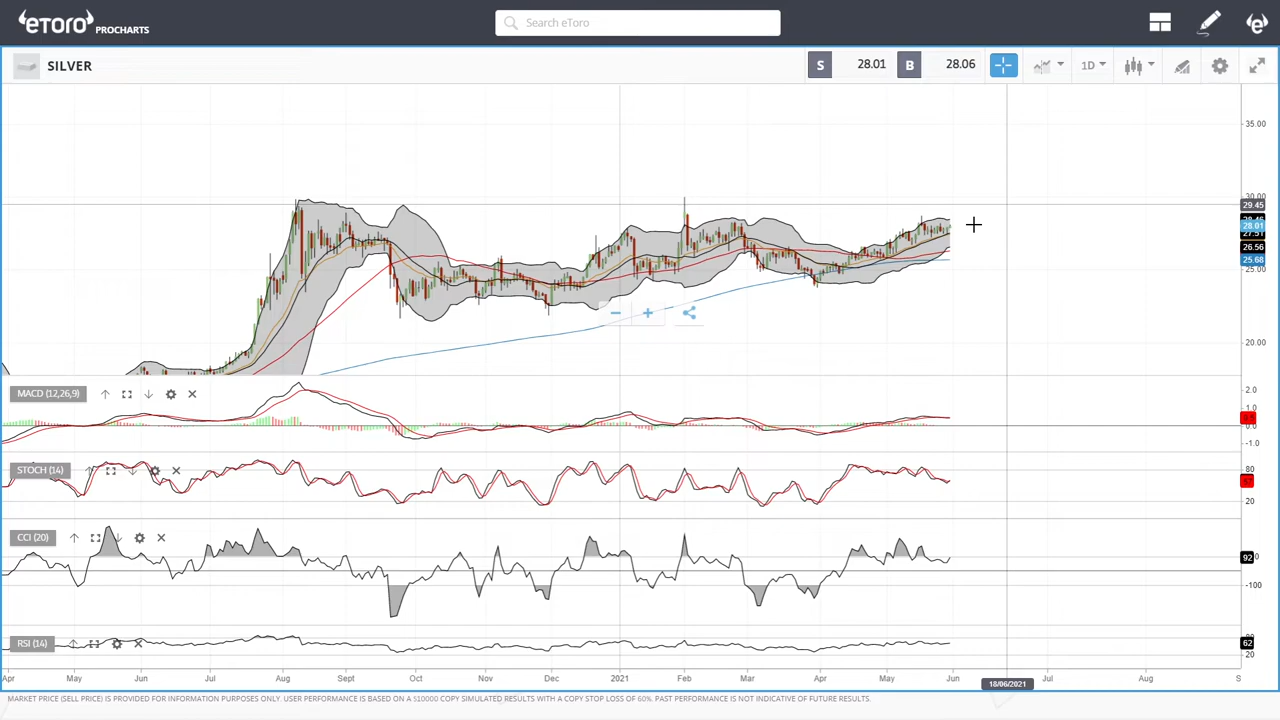 eToro PROCHARTS
Search eToro
SILVER
S 28.01 B 28.06
1D
35.00
30.00
29.45
28.01
26.56
25.68
25.00
20.00
MACD (12,26,9)
2.0
1.0
0.0
-1.0
STOCH (14)
80
20
CCI (20)
92
-100
RSI (14)
62
20
Apr May Jun Jul Aug Sept Oct Nov Dec 2021 Feb Mar Apr May Jun Jul Aug S
18/06/2021
MARKET PRICE (SELL PRICE) IS PROVIDED FOR INFORMATION PURPOSES ONLY. USER PERFORMANCE IS BASED ON A $10000 COPY SIMULATED RESULTS WITH A COPY STOP LOSS OF 60%. PAST PERFORMANCE IS NOT INDICATIVE OF FUTURE RESULTS.